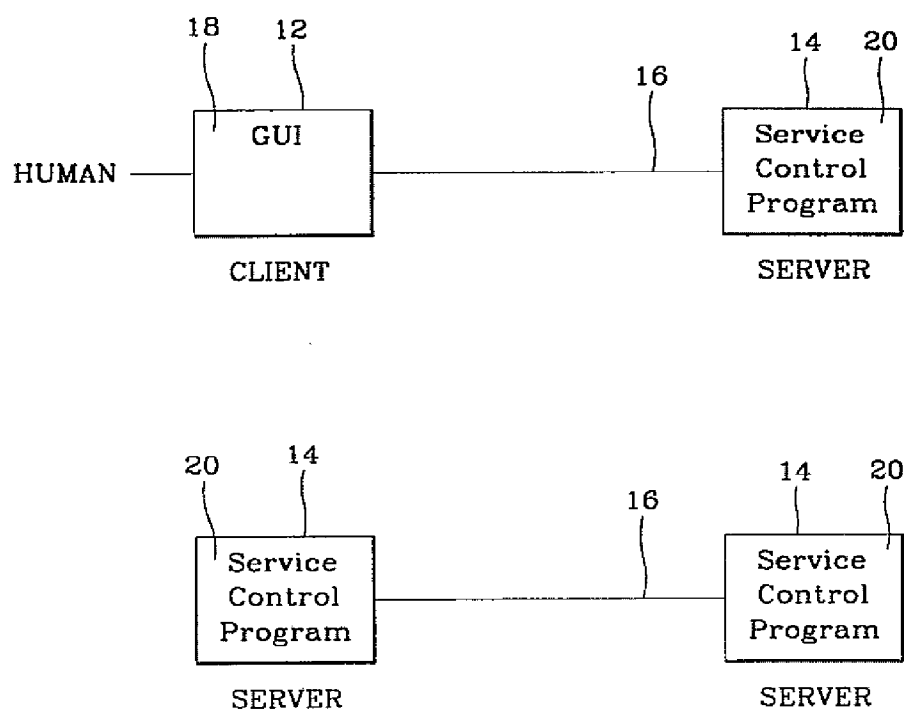 18 12 14 20
16
GUI
HUMAN
Service
Control
Program
CLIENT
SERVER
20 14 14 20
16
Service
Control
Program
Service
Control
Program
SERVER
SERVER